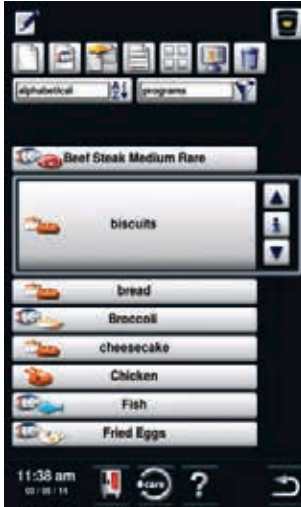 alphabetical A Z programs
Beef Steak Medium Rare
biscuits
i
bread
Broccoli
cheesecake
Chicken
Fish
Fried Eggs
11:38 am
care ?